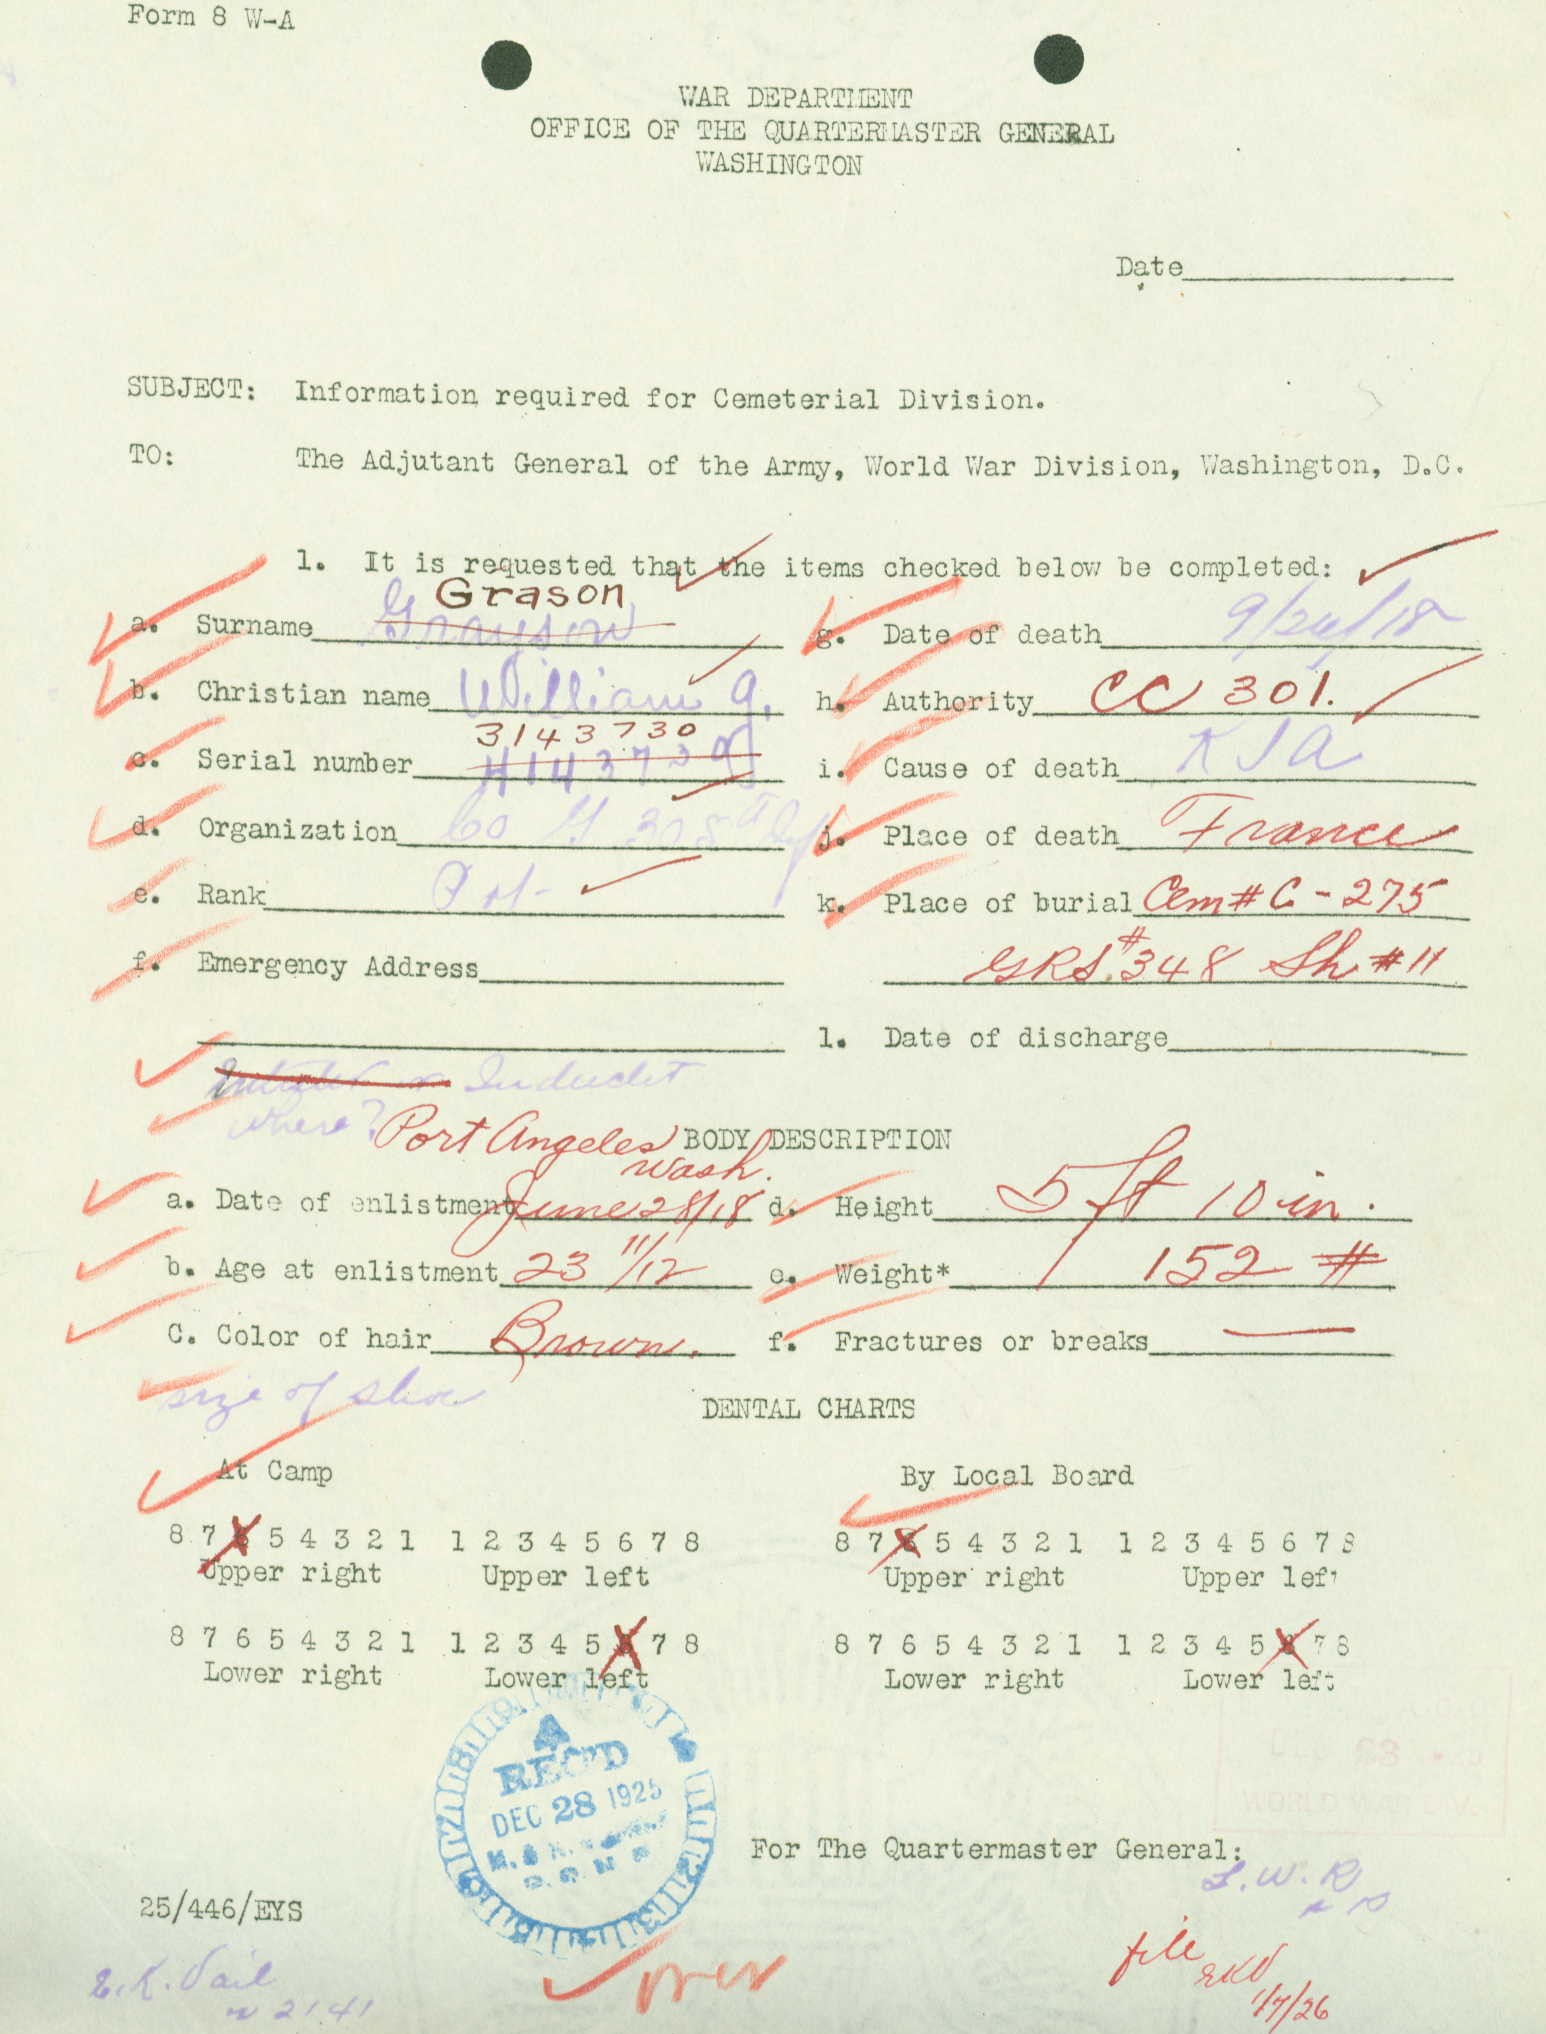 Form 8 W-A
WAR DEPARTMENT
OFFICE OF THE QUARTERMASTER GENERAL
WASHINGTON
Date
SUBJECT: Information required for Cemeterial Division.
TO: The Adjutant General of the Army, World War Division, Washington, D.C.
1. It is requested that the items checked below be completed:
Grason
a. Surname Grayson
g. Date of death
b. Christian name William G.
h. Authority CC 301.
3143730
c. Serial number
i. Cause of death KIA
d. Organization Co G
j. Place of death France
e. Rank Pvt
k. Place of burial Cem # C-275
f. Emergency Address
GRS #348 Sh #11
l. Date of discharge
Inducted
where? Port Angeles
Wash.
BODY DESCRIPTION
a. Date of enlistment June 28/18
d. Height 5 ft 10 in.
b. Age at enlistment 23 11/12
e. Weight* 152 #
C. Color of hair Brown.
f. Fractures or breaks —
size of shoe
DENTAL CHARTS
At Camp
By Local Board
8 7 6 5 4 3 2 1 1 2 3 4 5 6 7 8
8 7 6 5 4 3 2 1 1 2 3 4 5 6 7 8
Upper right Upper left
Upper right Upper left
8 7 6 5 4 3 2 1 1 2 3 4 5 6 7 8
8 7 6 5 4 3 2 1 1 2 3 4 5 6 7 8
Lower right Lower left
Lower right Lower left
A
REC'D
DEC 28 1925
For The Quartermaster General:
25/446/EYS
E.K. Vail
2141
over
file
EKV
1/7/26